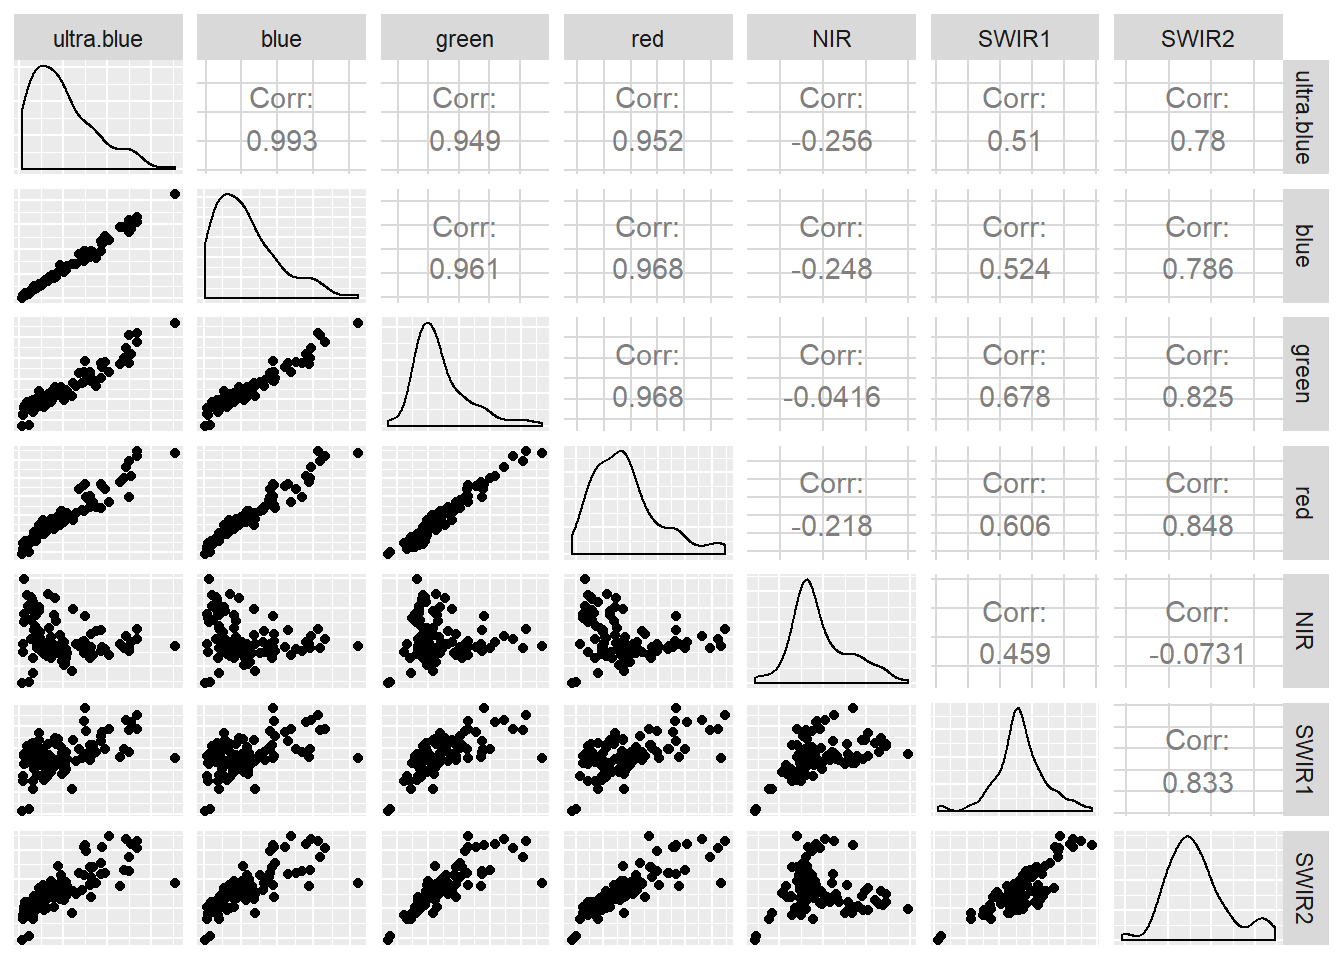 ultra.blue blue green red NIR SWIR1 SWIR2
Corr: Corr: Corr: Corr: Corr: Corr:
0.993 0.949 0.952 -0.256 0.51 0.78
ultra.blue
Corr: Corr: Corr: Corr: Corr:
0.961 0.968 -0.248 0.524 0.786
blue
Corr: Corr: Corr: Corr:
0.968 -0.0416 0.678 0.825
green
Corr: Corr: Corr:
-0.218 0.606 0.848
red
Corr: Corr:
0.459 -0.0731
NIR
Corr:
0.833
SWIR1
SWIR2